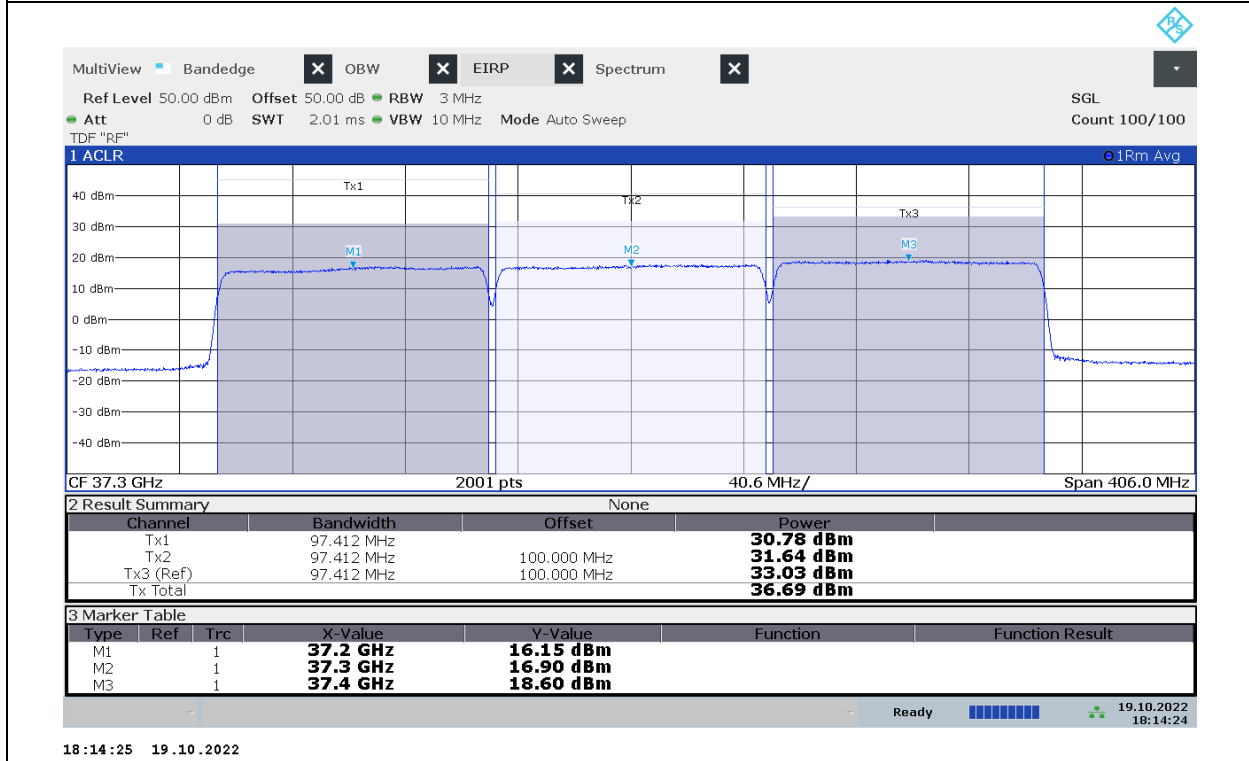 R&S
MultiView Bandedge X OBW X EIRP X Spectrum X
Ref Level 50.00 dBm Offset 50.00 dB RBW 3 MHz SGL
Att 0 dB SWT 2.01 ms VBW 10 MHz Mode Auto Sweep Count 100/100
TDF "RF"
1 ACLR 1Rm Avg
Tx1
40 dBm
Tx2
Tx3
30 dBm
M1
M2
M3
20 dBm
10 dBm
0 dBm
-10 dBm
-20 dBm
-30 dBm
-40 dBm
CF 37.3 GHz 2001 pts 40.6 MHz/ Span 406.0 MHz
2 Result Summary None
Channel Bandwidth Offset Power
Tx1 97.412 MHz 30.78 dBm
Tx2 97.412 MHz 100.000 MHz 31.64 dBm
Tx3 (Ref) 97.412 MHz 100.000 MHz 33.03 dBm
Tx Total 36.69 dBm
3 Marker Table
Type Ref Trc X-Value Y-Value Function Function Result
M1 1 37.2 GHz 16.15 dBm
M2 1 37.3 GHz 16.90 dBm
M3 1 37.4 GHz 18.60 dBm
Ready 19.10.2022
18:14:24
18:14:25 19.10.2022